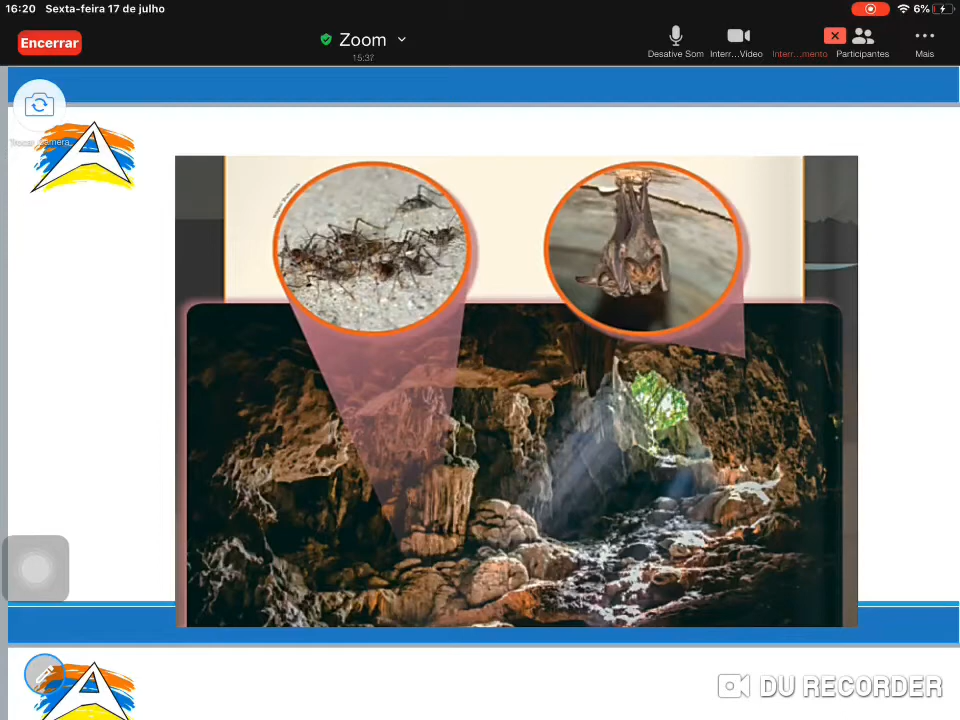 16:20 Sexta-feira 17 de julho
6%
Encerrar
Zoom
15:37
Desative Som
Interr...Vídeo
Interr...mento
Participantes
Mais
DU RECORDER